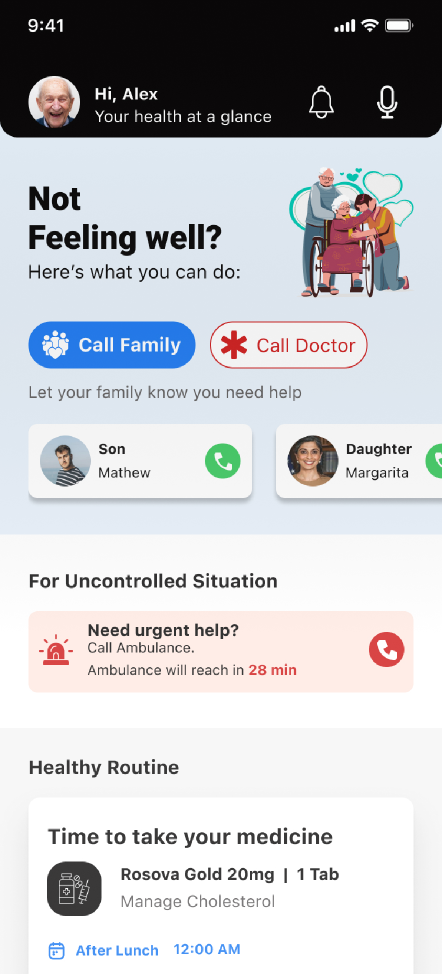 9:41
Hi, Alex
Your health at a glance
Not
Feeling well?
Here's what you can do:
Call Family
Call Doctor
Let your family know you need help
Son
Mathew
Daughter
Margarita
For Uncontrolled Situation
Need urgent help?
Call Ambulance.
Ambulance will reach in 28 min
Healthy Routine
Time to take your medicine
Rosova Gold 20mg | 1 Tab
Manage Cholesterol
After Lunch 12:00 AM